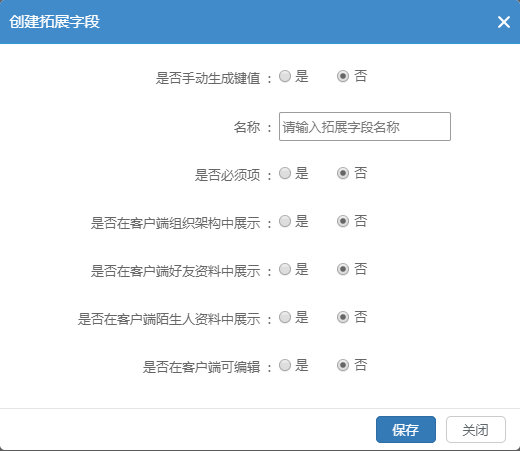 创建拓展字段 ×
是否手动生成键值 : 是 否
名称 : 请输入拓展字段名称
是否必须项 : 是 否
是否在客户端组织架构中展示 : 是 否
是否在客户端好友资料中展示 : 是 否
是否在客户端陌生人资料中展示 : 是 否
是否在客户端可编辑 : 是 否
保存 关闭